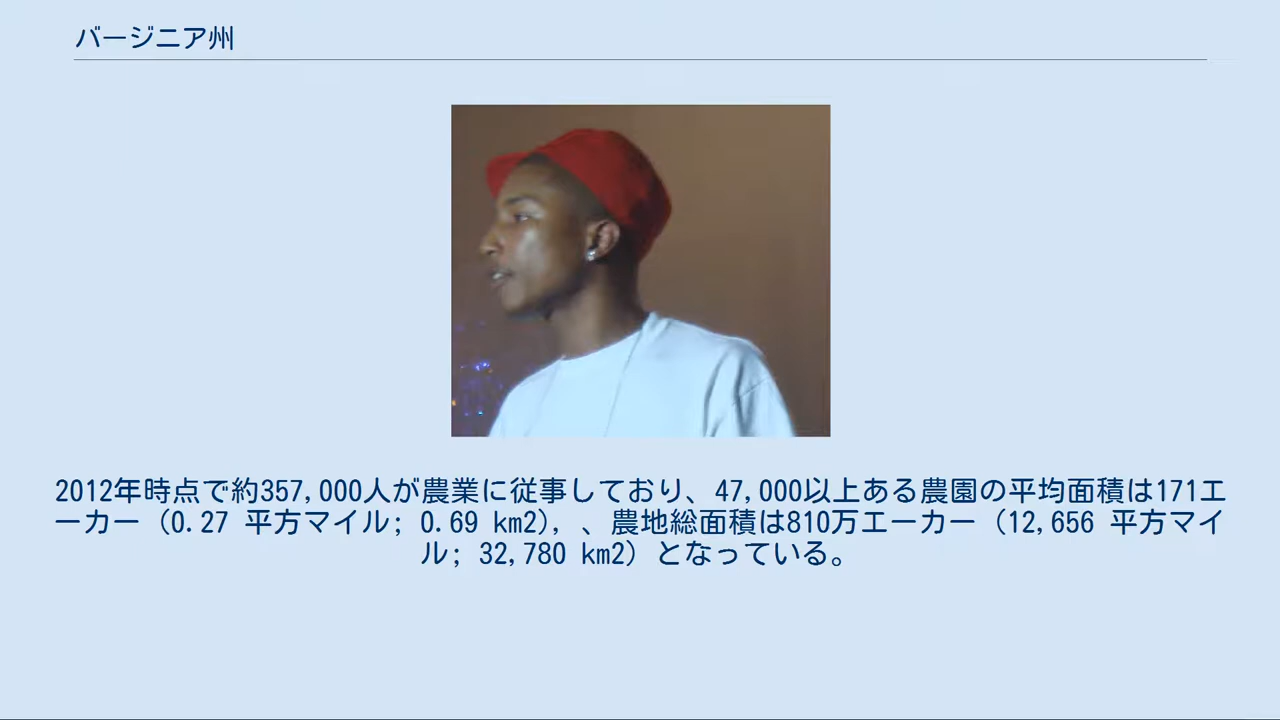 バージニア州
2012年時点で約357,000人が農業に従事しており、47,000以上ある農園の平均面積は171エ
ーカー（0.27 平方マイル; 0.69 km2），、農地総面積は810万エーカー（12,656 平方マイ
ル; 32,780 km2）となっている。